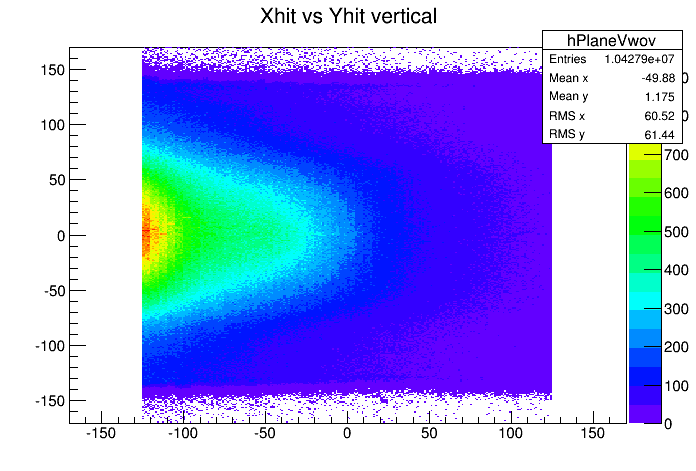 Xhit vs Yhit vertical
hPlaneVwov
Entries 1.04279e+07
Mean x -49.88
Mean y 1.175
RMS x 60.52
RMS y 61.44
150
100
50
0
-50
-100
-150
-150 -100 -50 0 50 100 150
700
600
500
400
300
200
100
0